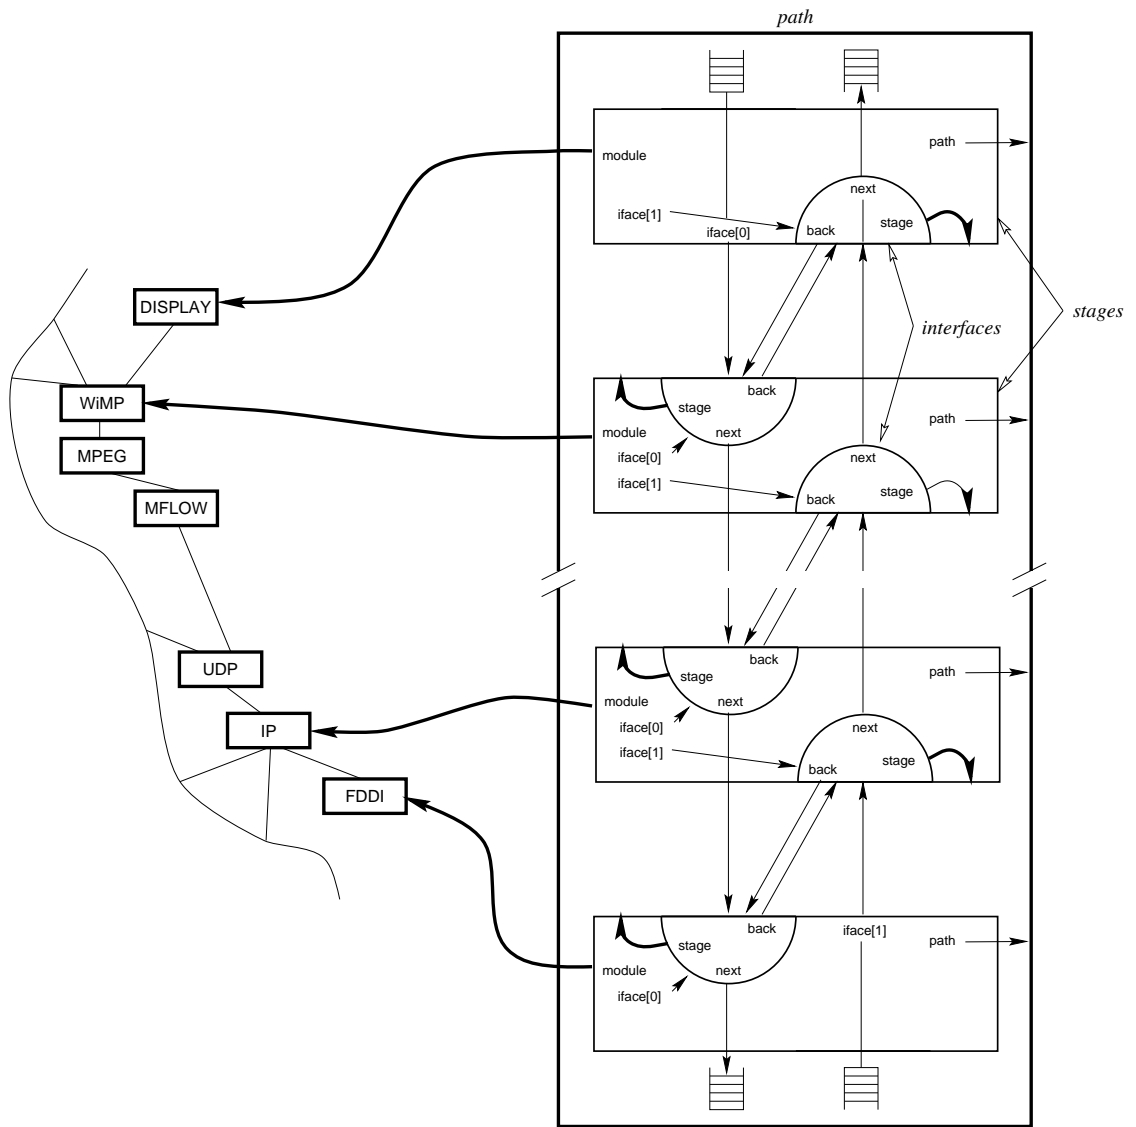 path
path
module
next
iface[1]
stage
back
iface[0]
DISPLAY
stages
interfaces
WiMP
back
stage
path
module
next
iface[0]
next
MPEG
iface[1]
stage
back
MFLOW
UDP
back
stage
path
module
next
iface[0]
next
IP
iface[1]
stage
back
FDDI
back
iface[1]
stage
path
module
next
iface[0]